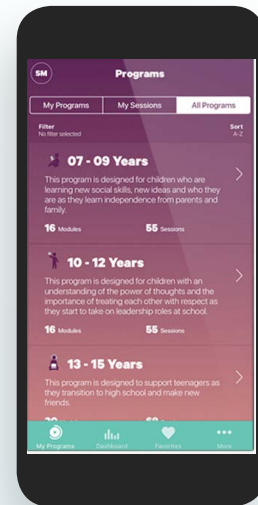 SM
Programs
My Programs
My Sessions
All Programs
Filter
Sort
No filter selected
A-Z
07 - 09 Years
This program is designed for children who are
learning new social skills, new ideas and who they
are as they learn independence from parents and
family.
16 Modules
55 Sessions
10 - 12 Years
This program is designed for children with an
understanding of the power of thoughts and the
importance of treating each other with respect as
they start to take on leadership roles at school.
16 Modules
55 Sessions
13 - 15 Years
This program is designed to support teenagers as
they transition to high school and make new
friends.
My Programs
Dashboard
Favorites
More